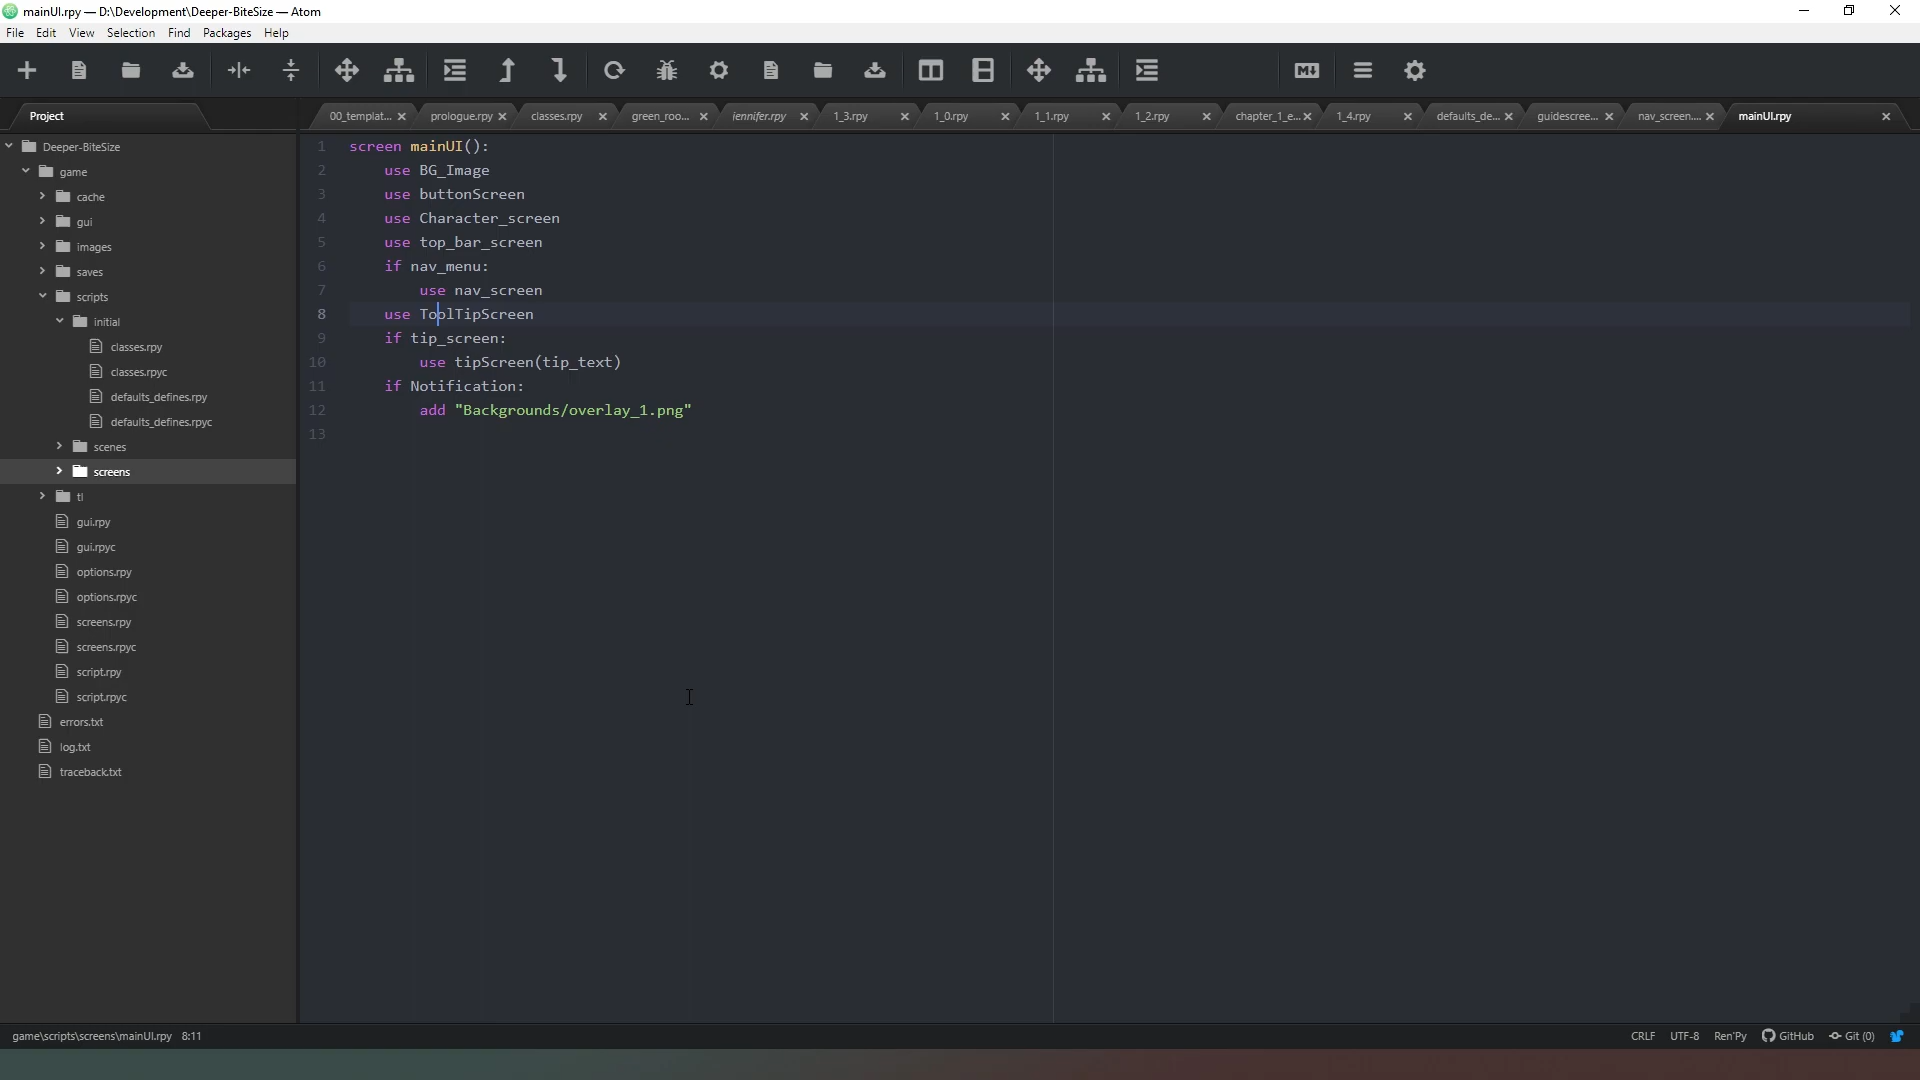 mainUI.rpy — D:\Development\Deeper-BiteSize — Atom
File Edit View Selection Find Packages Help
M↓
Project
00_templat... prologue.rpy classes.rpy green_roo... jennifer.rpy 1_3.rpy 1_0.rpy 1_1.rpy 1_2.rpy chapter_1_e... 1_4.rpy defaults_de... guidescree... nav_screen.... mainUI.rpy
Deeper-BiteSize
game
cache
gui
images
saves
scripts
initial
classes.rpy
classes.rpyc
defaults_defines.rpy
defaults_defines.rpyc
scenes
screens
tl
gui.rpy
gui.rpyc
options.rpy
options.rpyc
screens.rpy
screens.rpyc
script.rpy
script.rpyc
errors.txt
log.txt
traceback.txt
1 screen mainUI():
2 use BG_Image
3 use buttonScreen
4 use Character_screen
5 use top_bar_screen
6 if nav_menu:
7 use nav_screen
8 use ToolTipScreen
9 if tip_screen:
10 use tipScreen(tip_text)
11 if Notification:
12 add "Backgrounds/overlay_1.png"
13
game\scripts\screens\mainUI.rpy 8:11 CRLF UTF-8 Ren'Py GitHub Git (0)